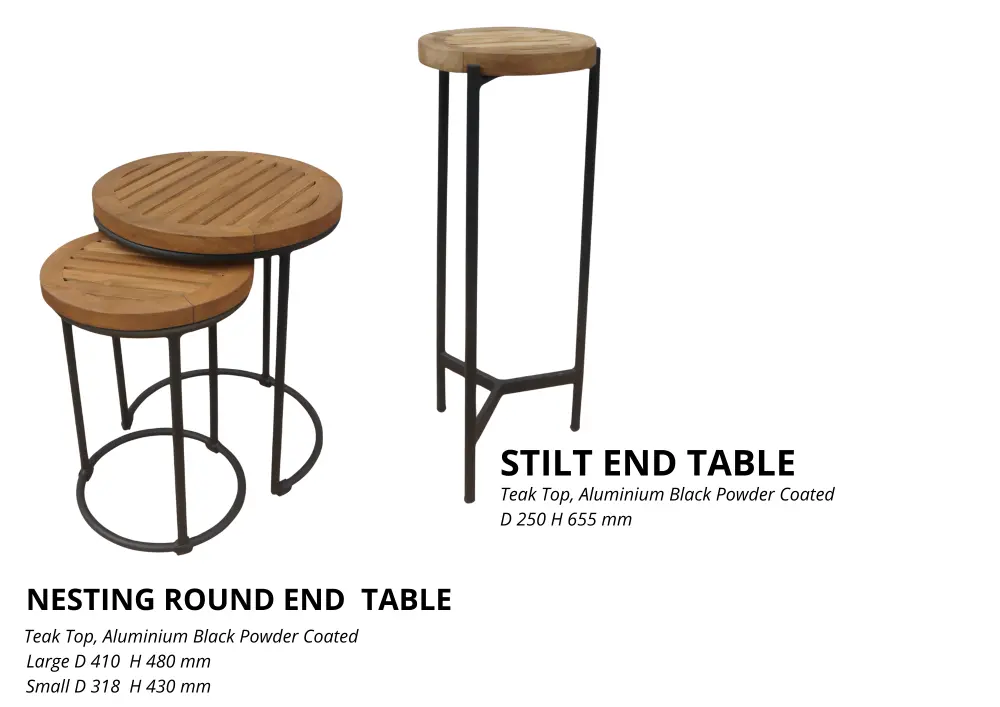 STILT END TABLE
Teak Top, Aluminium Black Powder Coated
D 250 H 655 mm
NESTING ROUND END  TABLE
Teak Top, Aluminium Black Powder Coated
Large D 410  H 480 mm
Small D 318  H 430 mm